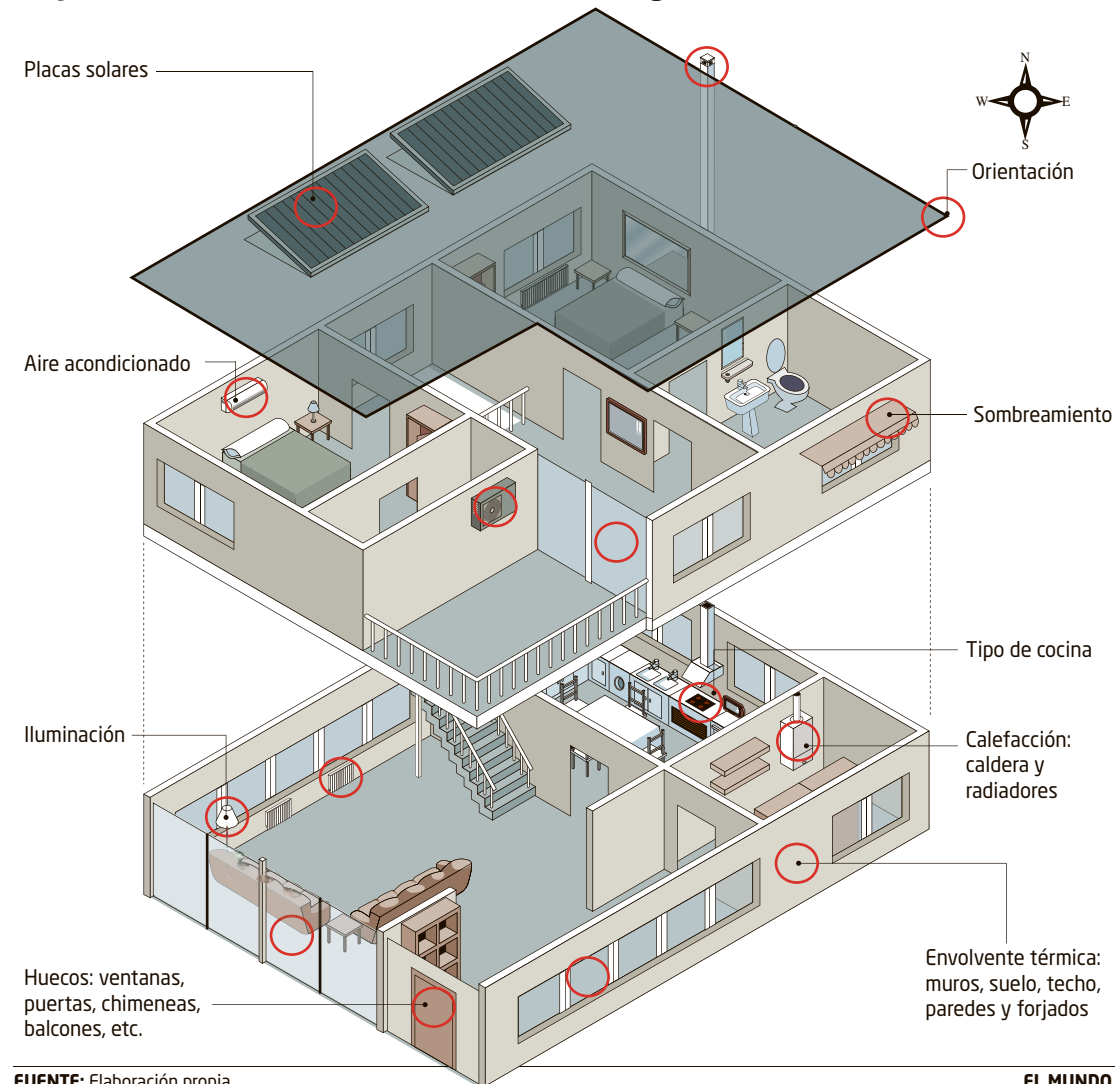 Placas solares
N
W
E
S
Orientación
Aire acondicionado
Sombreamiento
Tipo de cocina
Iluminación
Calefacción:
caldera y
radiadores
Huecos: ventanas,
puertas, chimeneas,
balcones, etc.
Envolvente térmica:
muros, suelo, techo,
paredes y forjados
FUENTE: Elaboración propia
EL MUNDO